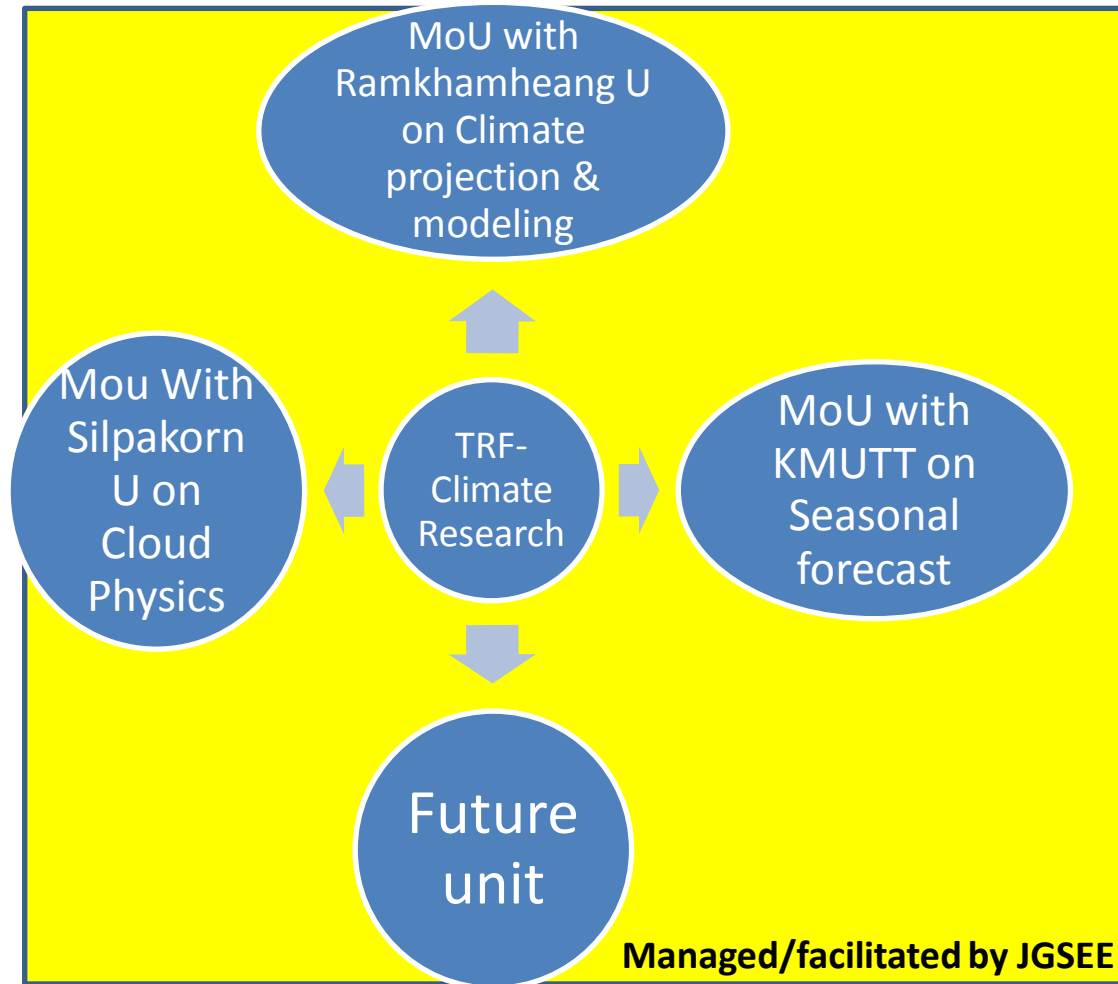 MoU with
Ramkhamheang U
on Climate
projection &
modeling
Mou With
Silpakorn
U on
Cloud
Physics
TRF-
Climate
Research
MoU with
KMUTT on
Seasonal
forecast
Future
unit
Managed/facilitated by JGSEE